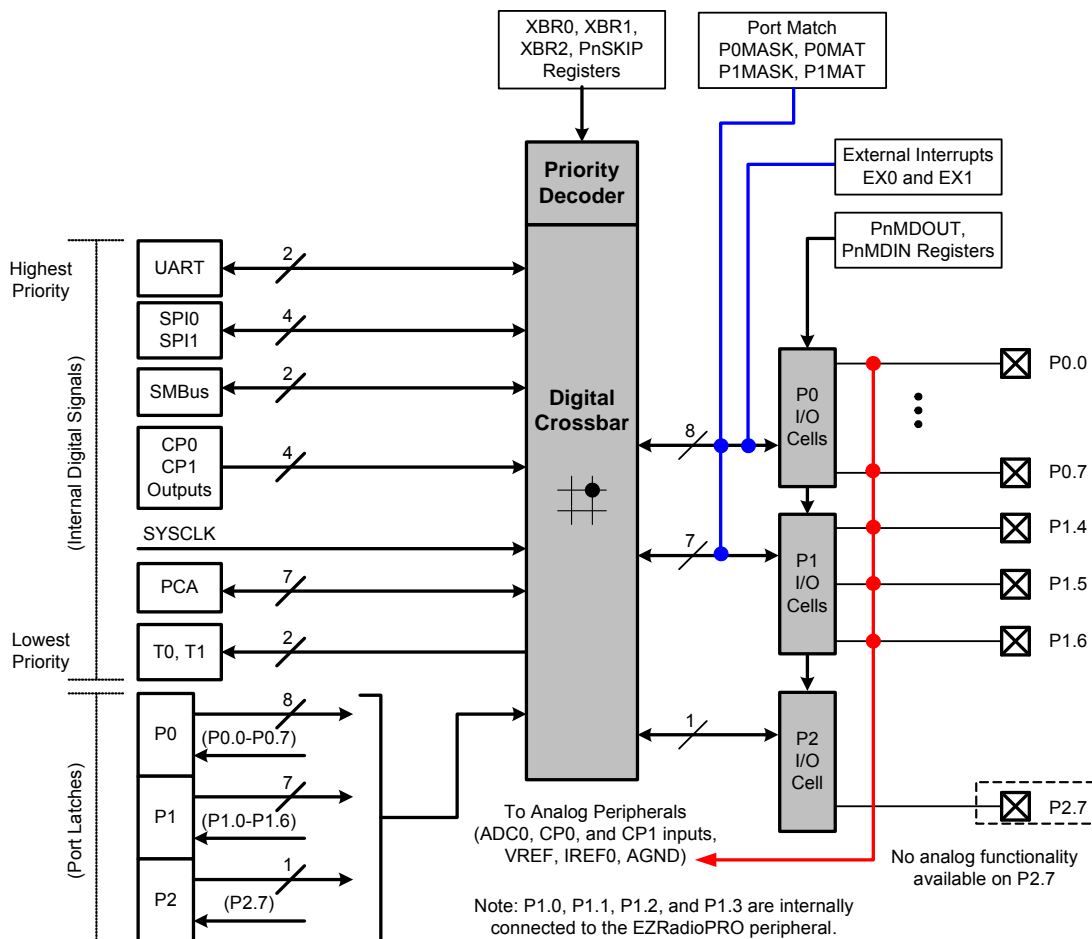 XBR0, XBR1,
XBR2, PnSKIP
Registers
Port Match
P0MASK, P0MAT
P1MASK, P1MAT
External Interrupts
EX0 and EX1
PnMDOUT,
PnMDIN Registers
Priority
Decoder
Digital
Crossbar
Highest
Priority
(Internal Digital Signals)
Lowest
Priority
(Port Latches)
UART
2
SPI0
SPI1
4
SMBus
2
CP0
CP1
Outputs
4
SYSCLK
PCA
7
T0, T1
2
P0
8
(P0.0-P0.7)
P1
7
(P1.0-P1.6)
P2
1
(P2.7)
8
P0
I/O
Cells
7
P1
I/O
Cells
1
P2
I/O
Cell
P0.0
P0.7
P1.4
P1.5
P1.6
P2.7
To Analog Peripherals
(ADC0, CP0, and CP1 inputs,
VREF, IREF0, AGND)
No analog functionality
available on P2.7
Note: P1.0, P1.1, P1.2, and P1.3 are internally
connected to the EZRadioPRO peripheral.